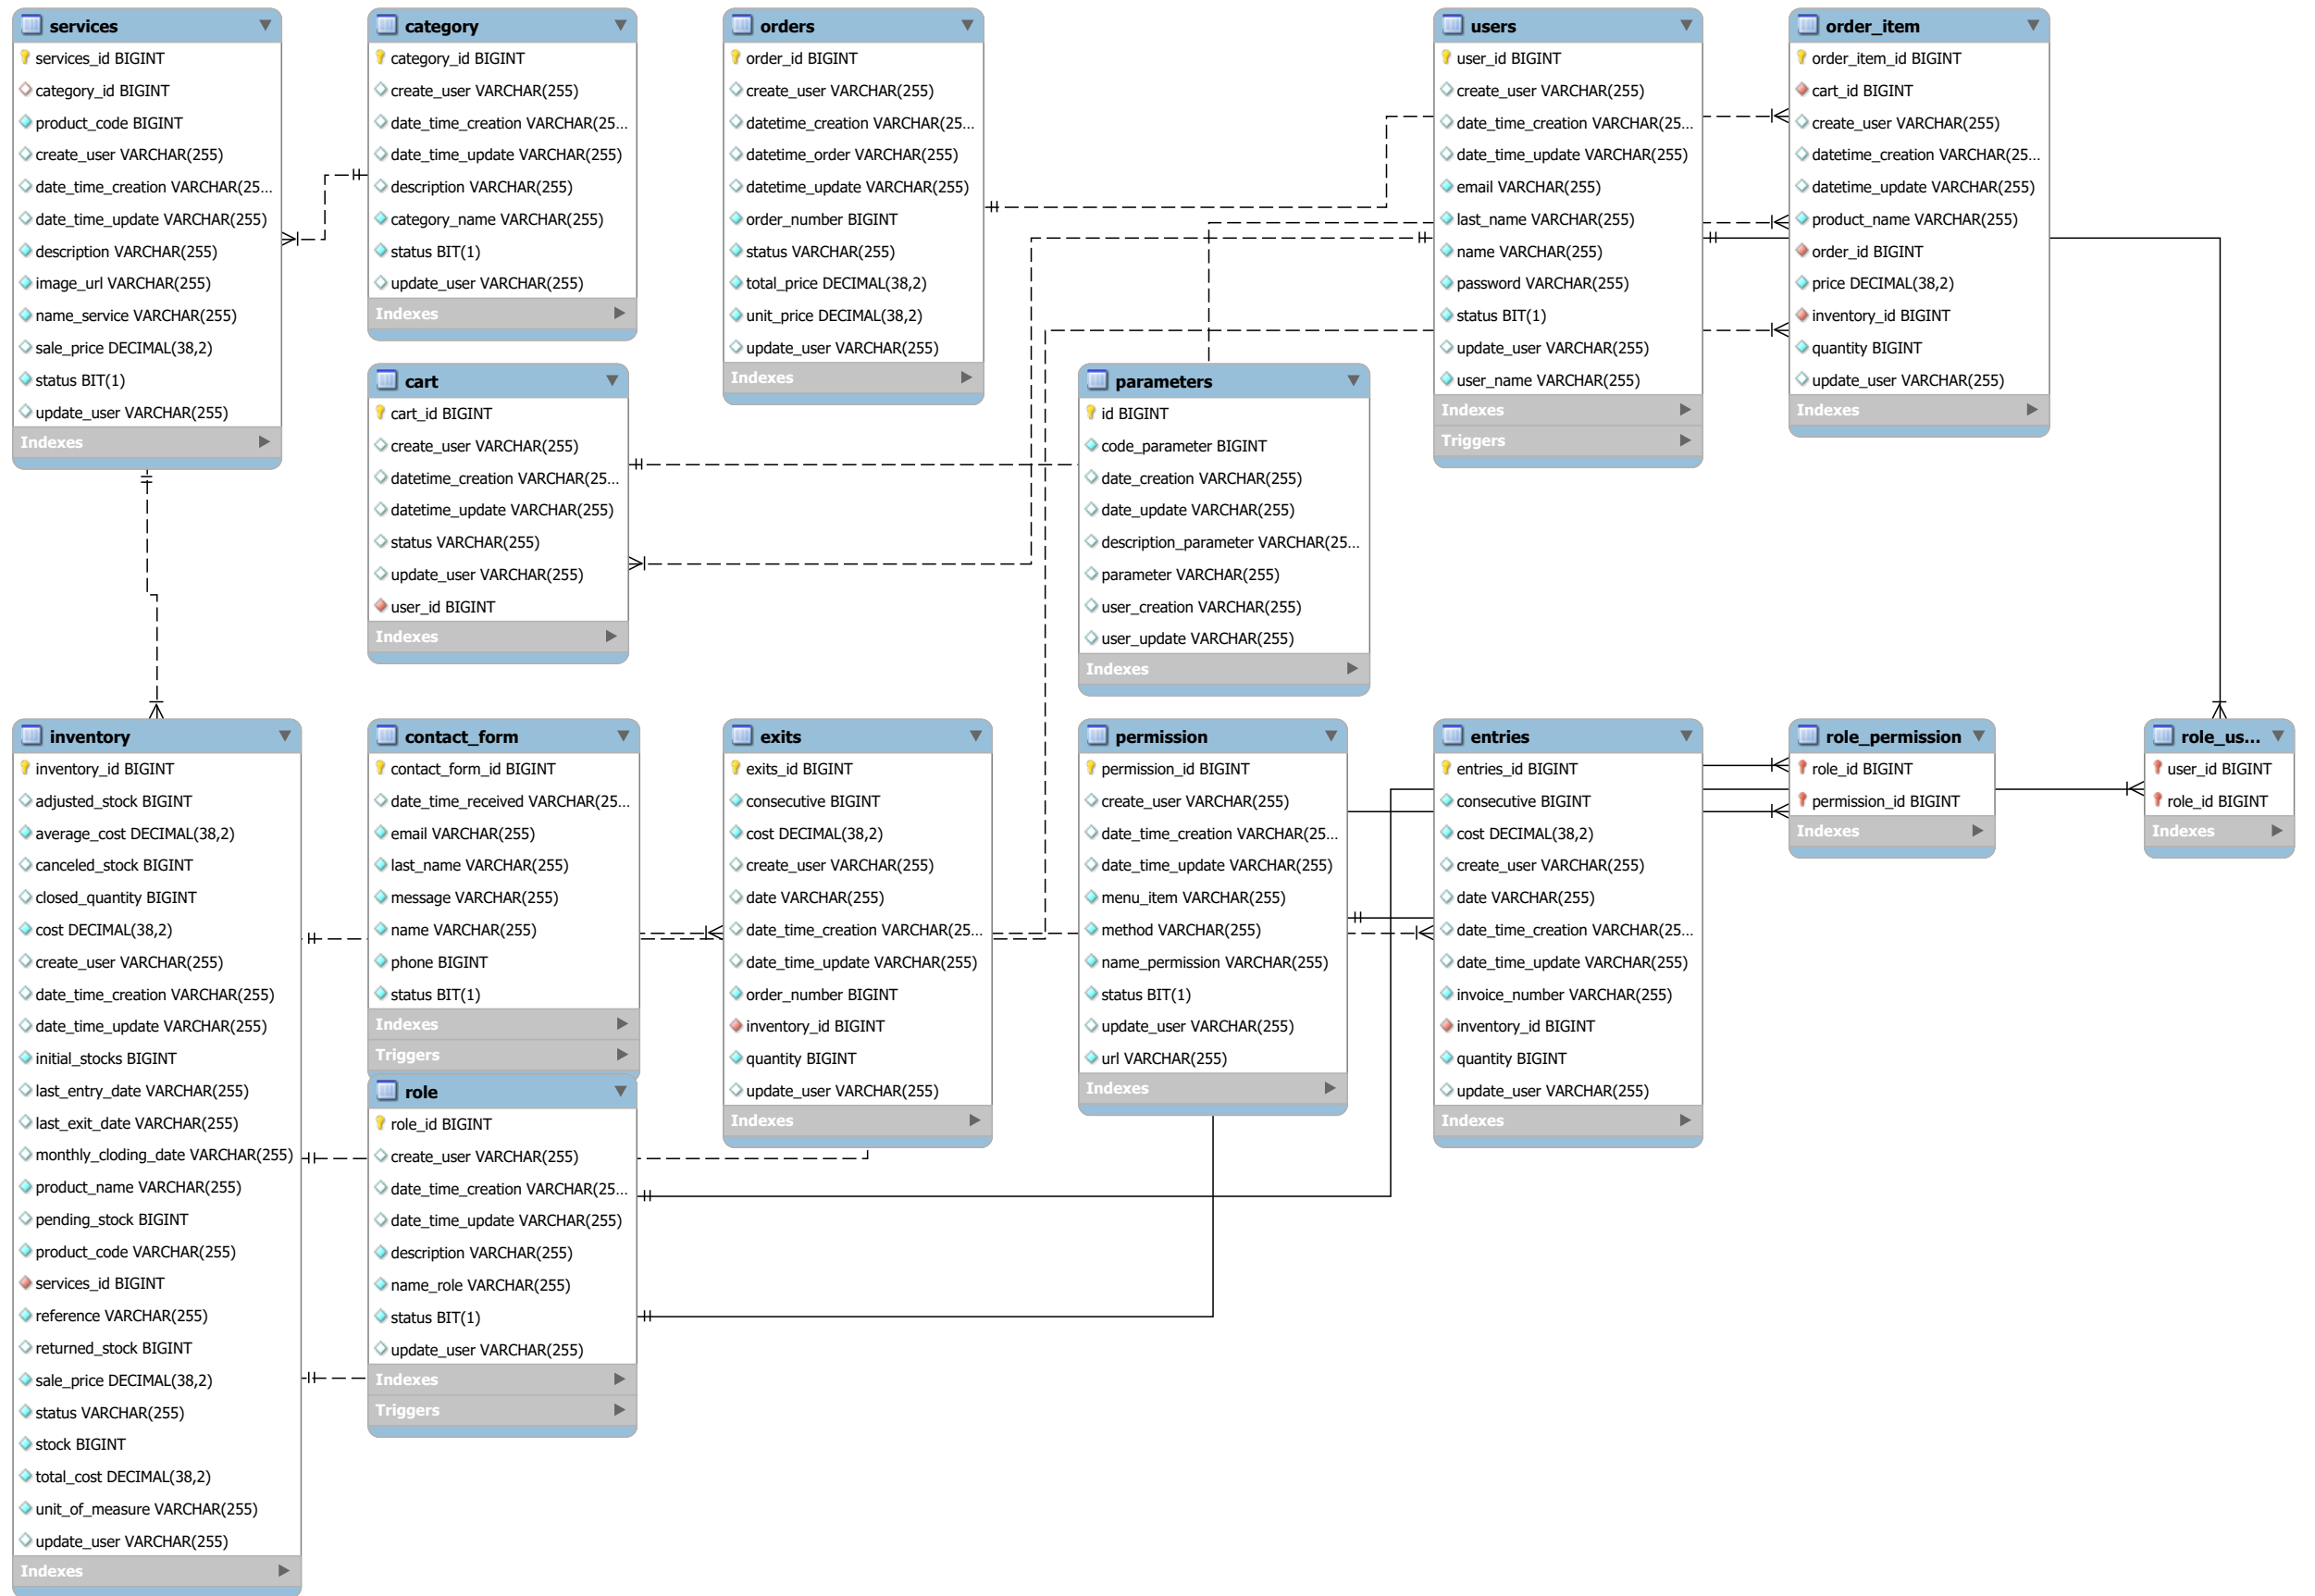 services
services_id BIGINT
category_id BIGINT
product_code BIGINT
create_user VARCHAR(255)
date_time_creation VARCHAR(25...
date_time_update VARCHAR(255)
description VARCHAR(255)
image_url VARCHAR(255)
name_service VARCHAR(255)
sale_price DECIMAL(38,2)
status BIT(1)
update_user VARCHAR(255)
Indexes
category
category_id BIGINT
create_user VARCHAR(255)
date_time_creation VARCHAR(25...
date_time_update VARCHAR(255)
description VARCHAR(255)
category_name VARCHAR(255)
status BIT(1)
update_user VARCHAR(255)
Indexes
orders
order_id BIGINT
create_user VARCHAR(255)
datetime_creation VARCHAR(25...
datetime_order VARCHAR(255)
datetime_update VARCHAR(255)
order_number BIGINT
status VARCHAR(255)
total_price DECIMAL(38,2)
unit_price DECIMAL(38,2)
update_user VARCHAR(255)
Indexes
users
user_id BIGINT
create_user VARCHAR(255)
date_time_creation VARCHAR(25...
date_time_update VARCHAR(255)
email VARCHAR(255)
last_name VARCHAR(255)
name VARCHAR(255)
password VARCHAR(255)
status BIT(1)
update_user VARCHAR(255)
user_name VARCHAR(255)
Indexes
Triggers
order_item
order_item_id BIGINT
cart_id BIGINT
create_user VARCHAR(255)
datetime_creation VARCHAR(25...
datetime_update VARCHAR(255)
product_name VARCHAR(255)
order_id BIGINT
price DECIMAL(38,2)
inventory_id BIGINT
quantity BIGINT
update_user VARCHAR(255)
Indexes
cart
cart_id BIGINT
create_user VARCHAR(255)
datetime_creation VARCHAR(25...
datetime_update VARCHAR(255)
status VARCHAR(255)
update_user VARCHAR(255)
user_id BIGINT
Indexes
parameters
id BIGINT
code_parameter BIGINT
date_creation VARCHAR(255)
date_update VARCHAR(255)
description_parameter VARCHAR(25...
parameter VARCHAR(255)
user_creation VARCHAR(255)
user_update VARCHAR(255)
Indexes
inventory
inventory_id BIGINT
adjusted_stock BIGINT
average_cost DECIMAL(38,2)
canceled_stock BIGINT
closed_quantity BIGINT
cost DECIMAL(38,2)
create_user VARCHAR(255)
date_time_creation VARCHAR(255)
date_time_update VARCHAR(255)
initial_stocks BIGINT
last_entry_date VARCHAR(255)
last_exit_date VARCHAR(255)
monthly_cloding_date VARCHAR(255)
product_name VARCHAR(255)
pending_stock BIGINT
product_code VARCHAR(255)
services_id BIGINT
reference VARCHAR(255)
returned_stock BIGINT
sale_price DECIMAL(38,2)
status VARCHAR(255)
stock BIGINT
total_cost DECIMAL(38,2)
unit_of_measure VARCHAR(255)
update_user VARCHAR(255)
Indexes
contact_form
contact_form_id BIGINT
date_time_received VARCHAR(25...
email VARCHAR(255)
last_name VARCHAR(255)
message VARCHAR(255)
name VARCHAR(255)
phone BIGINT
status BIT(1)
Indexes
Triggers
role
role_id BIGINT
create_user VARCHAR(255)
date_time_creation VARCHAR(25...
date_time_update VARCHAR(255)
description VARCHAR(255)
name_role VARCHAR(255)
status BIT(1)
update_user VARCHAR(255)
Indexes
Triggers
exits
exits_id BIGINT
consecutive BIGINT
cost DECIMAL(38,2)
create_user VARCHAR(255)
date VARCHAR(255)
date_time_creation VARCHAR(25...
date_time_update VARCHAR(255)
order_number BIGINT
inventory_id BIGINT
quantity BIGINT
update_user VARCHAR(255)
Indexes
permission
permission_id BIGINT
create_user VARCHAR(255)
date_time_creation VARCHAR(25...
date_time_update VARCHAR(255)
menu_item VARCHAR(255)
method VARCHAR(255)
name_permission VARCHAR(255)
status BIT(1)
update_user VARCHAR(255)
url VARCHAR(255)
Indexes
entries
entries_id BIGINT
consecutive BIGINT
cost DECIMAL(38,2)
create_user VARCHAR(255)
date VARCHAR(255)
date_time_creation VARCHAR(25...
date_time_update VARCHAR(255)
invoice_number VARCHAR(255)
inventory_id BIGINT
quantity BIGINT
update_user VARCHAR(255)
Indexes
role_permission
role_id BIGINT
permission_id BIGINT
Indexes
role_us...
user_id BIGINT
role_id BIGINT
Indexes